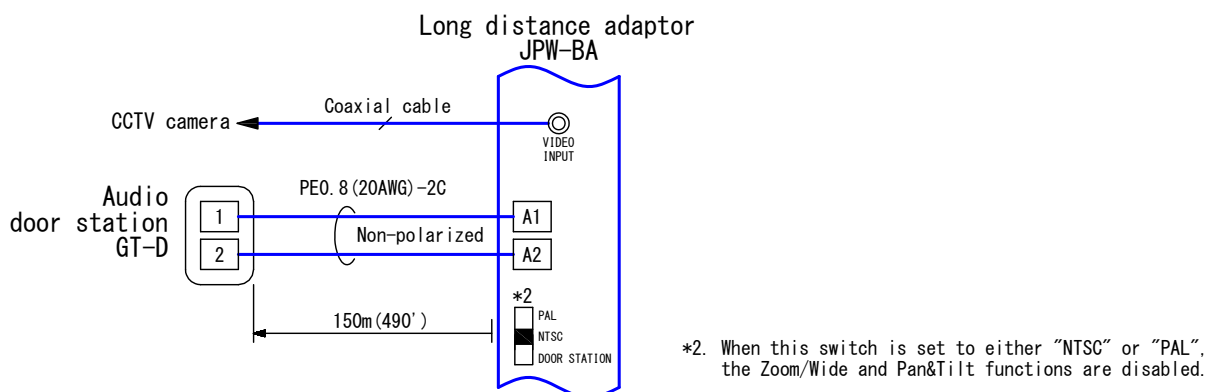 Long distance adaptor
JPW-BA
Coaxial cable
CCTV camera
VIDEO
INPUT
PE0.8(20AWG)-2C
Audio
door station
GT-D
1
2
Non-polarized
A1
A2
150m(490')
*2
PAL
NTSC
DOOR STATION
*2. When this switch is set to either "NTSC" or "PAL",
the Zoom/Wide and Pan&Tilt functions are disabled.